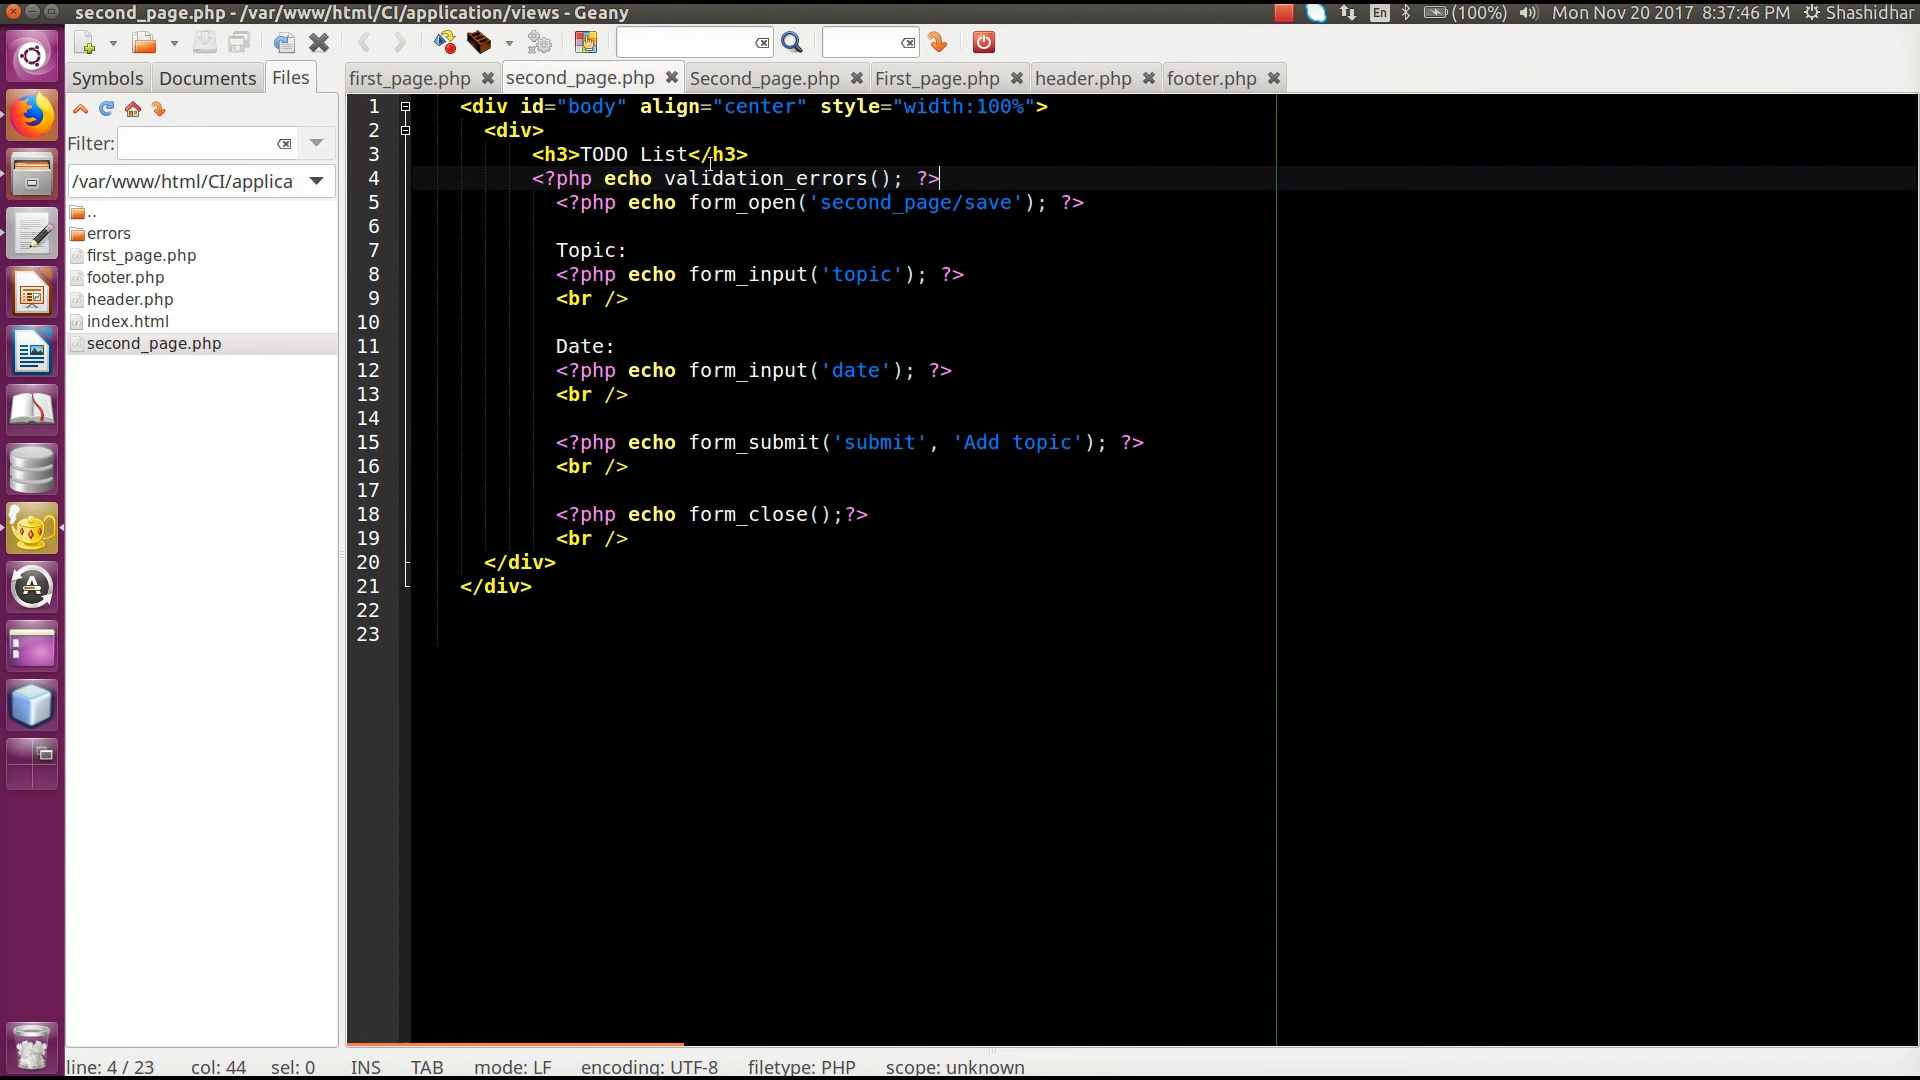 second_page.php - /var/www/html/CI/application/views - Geany
En (100%) Mon Nov 20 2017 8:37:46 PM Shashidhar
Symbols Documents Files first_page.php second_page.php Second_page.php First_page.php header.php footer.php
Filter:
/var/www/html/CI/applica
..
errors
first_page.php
footer.php
header.php
index.html
second_page.php
1 <div id="body" align="center" style="width:100%">
2 <div>
3 <h3>TODO List</h3>
4 <?php echo validation_errors(); ?>
5 <?php echo form_open('second_page/save'); ?>
6
7 Topic:
8 <?php echo form_input('topic'); ?>
9 <br />
10
11 Date:
12 <?php echo form_input('date'); ?>
13 <br />
14
15 <?php echo form_submit('submit', 'Add topic'); ?>
16 <br />
17
18 <?php echo form_close();?>
19 <br />
20 </div>
21 </div>
22
23
line: 4 / 23 col: 44 sel: 0 INS TAB mode: LF encoding: UTF-8 filetype: PHP scope: unknown